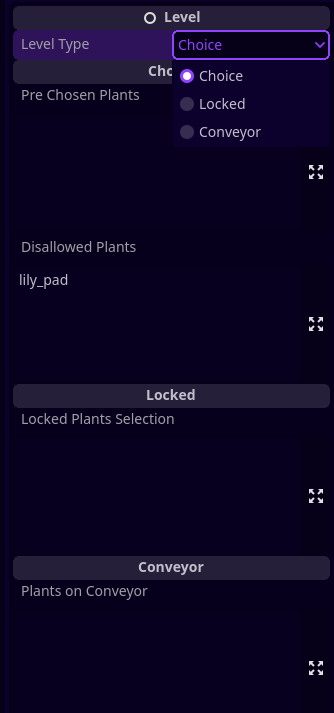 Level
Level Type
Choice
Cho
Choice
Locked
Conveyor
Pre Chosen Plants
Disallowed Plants
lily_pad
Locked
Locked Plants Selection
Conveyor
Plants on Conveyor